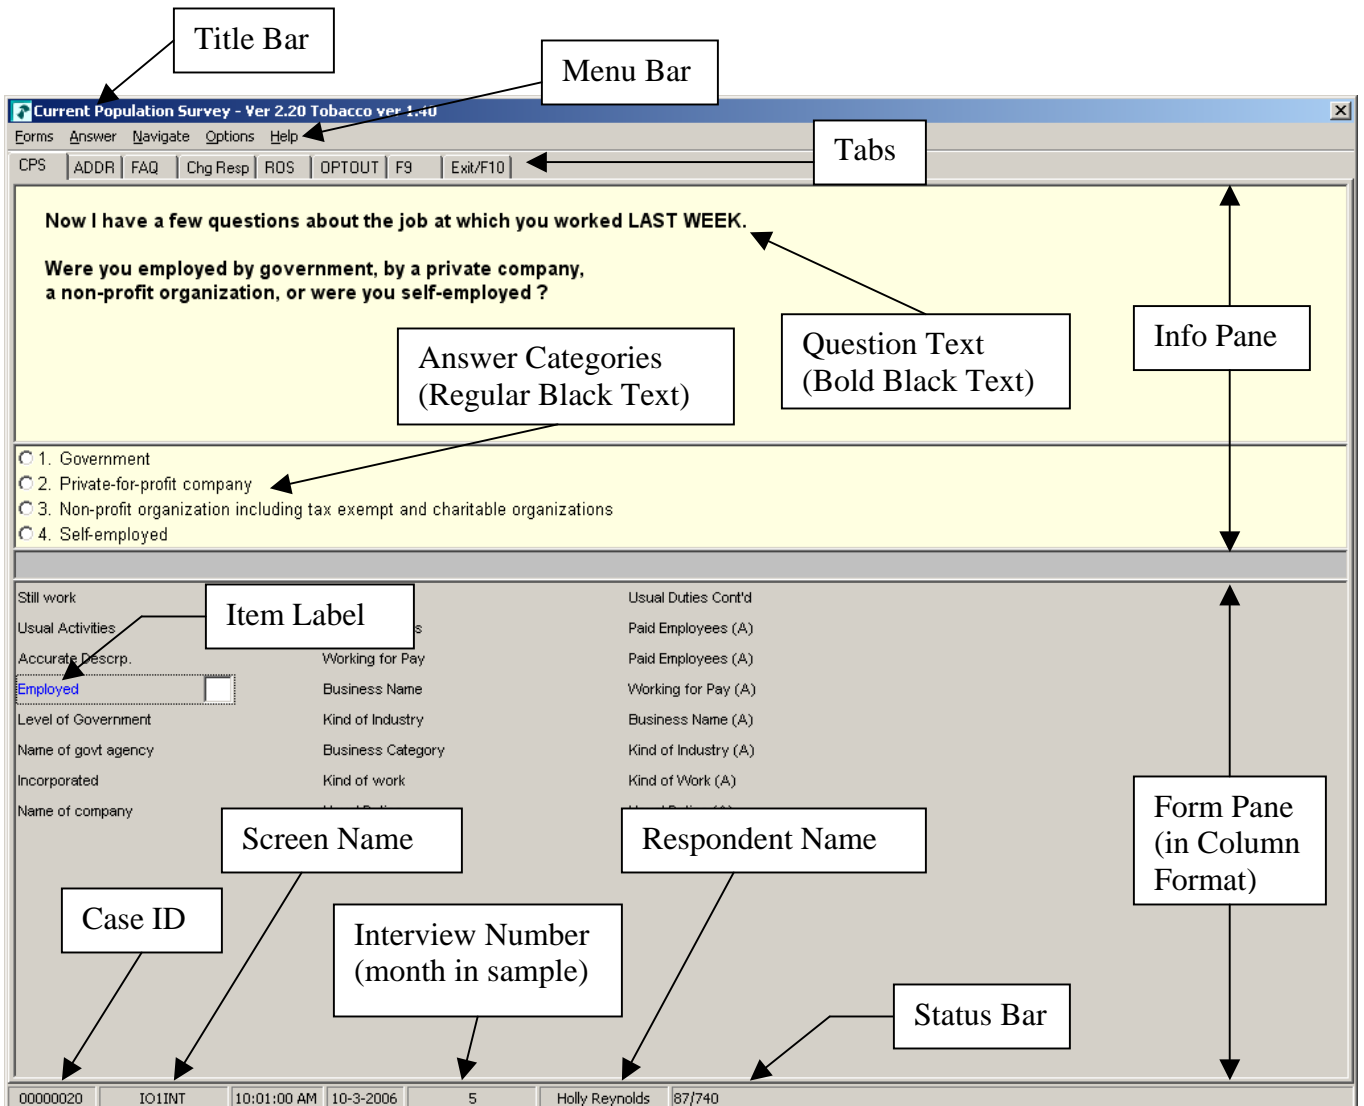 Title Bar
Menu Bar
Current Population Survey - Ver 2.20 Tobacco ver 1.40
Forms Answer Navigate Options Help
Tabs
CPS ADDR FAQ Chg Resp ROS OPTOUT F9 Exit/F10
Now I have a few questions about the job at which you worked LAST WEEK.
Were you employed by government, by a private company,
a non-profit organization, or were you self-employed ?
Info Pane
Question Text
(Bold Black Text)
Answer Categories
(Regular Black Text)
1. Government
2. Private-for-profit company
3. Non-profit organization including tax exempt and charitable organizations
4. Self-employed
Still work Usual Duties Cont'd
Item Label
Usual Activities Paid Employees (A)
Accurate Descrp. Working for Pay Paid Employees (A)
Employed Business Name Working for Pay (A)
Level of Government Kind of Industry Business Name (A)
Name of govt agency Business Category Kind of Industry (A)
Incorporated Kind of work Kind of Work (A)
Name of company
Form Pane
(in Column
Format)
Screen Name
Respondent Name
Case ID
Interview Number
(month in sample)
Status Bar
00000020 IO1INT 10:01:00 AM 10-3-2006 5 Holly Reynolds 87/740